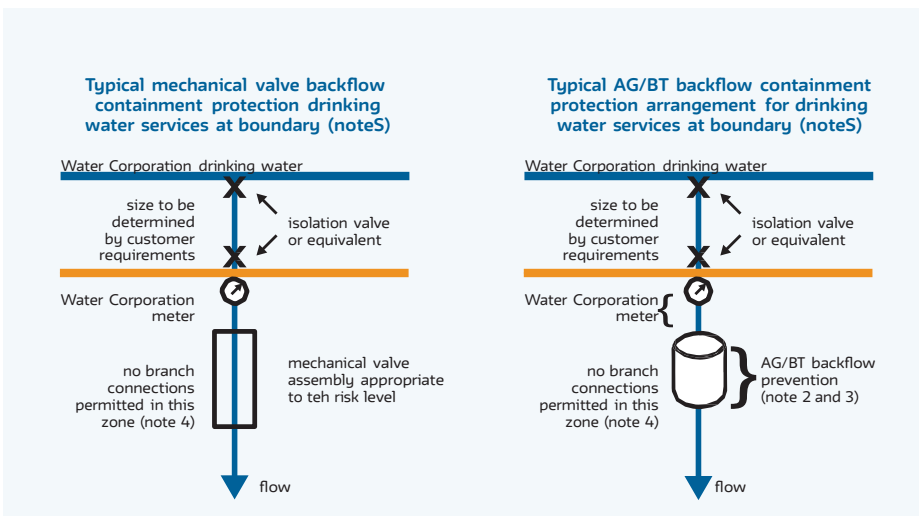 Typical mechanical valve backflow
containment protection drinking
water services at boundary (noteS)
Water Corporation drinking water
size to be
determined
by customer
requirements
isolation valve
or equivalent
Water Corporation
meter
no branch
connections
permitted in this
zone (note 4)
mechanical valve
assembly appropriate
to teh risk level
flow
Typical AG/BT backflow containment
protection arrangement for drinking
water services at boundary (noteS)
Water Corporation drinking water
size to be
determined
by customer
requirements
isolation valve
or equivalent
Water Corporation
meter
no branch
connections
permitted in this
zone (note 4)
AG/BT backflow
prevention
(note 2 and 3)
flow